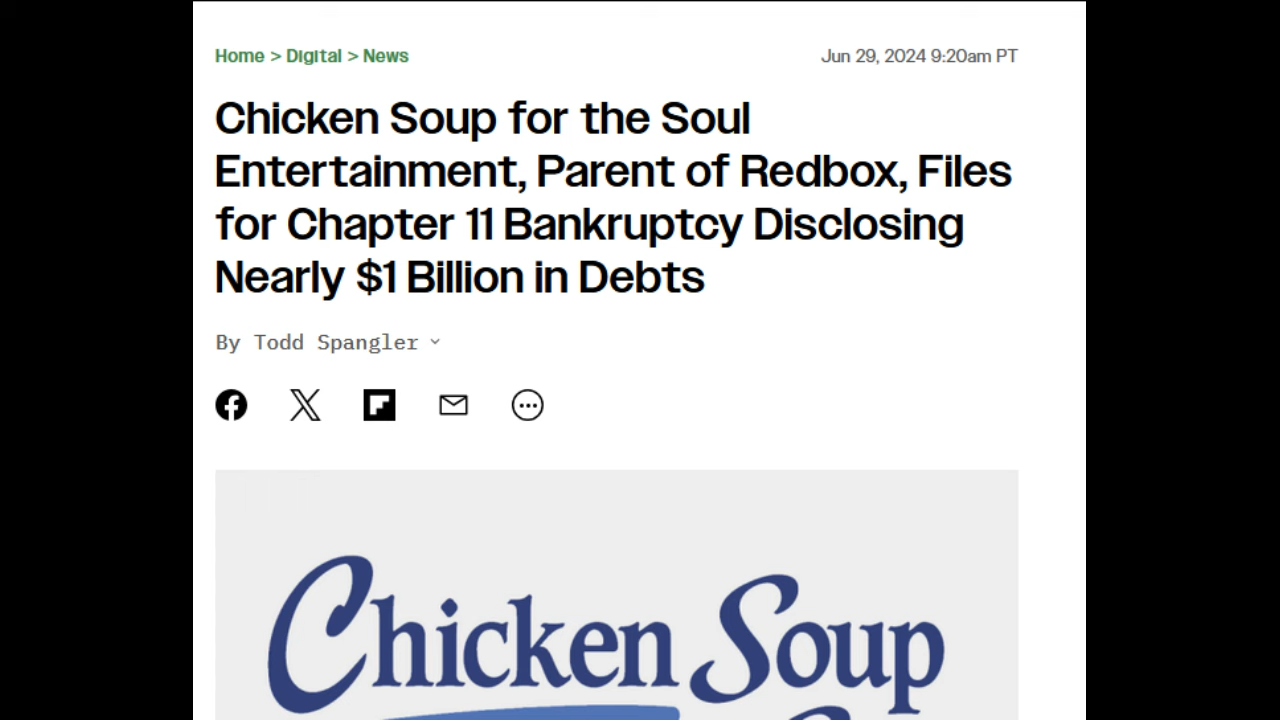 Home > Digital > News
Jun 29, 2024 9:20am PT
Chicken Soup for the Soul
Entertainment, Parent of Redbox, Files
for Chapter 11 Bankruptcy Disclosing
Nearly $1 Billion in Debts
By Todd Spangler
Chicken Soup